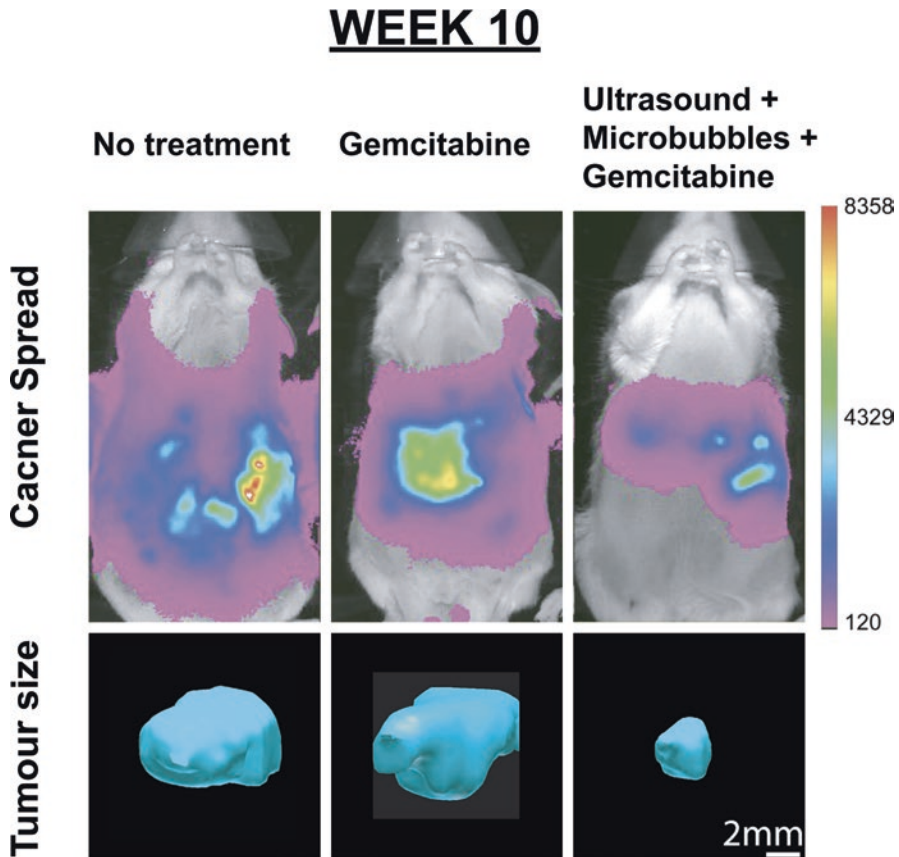 WEEK 10
No treatment
Gemcitabine
Ultrasound +
Microbubbles +
Gemcitabine
Cacner Spread
8358
4329
120
Tumour size
2mm